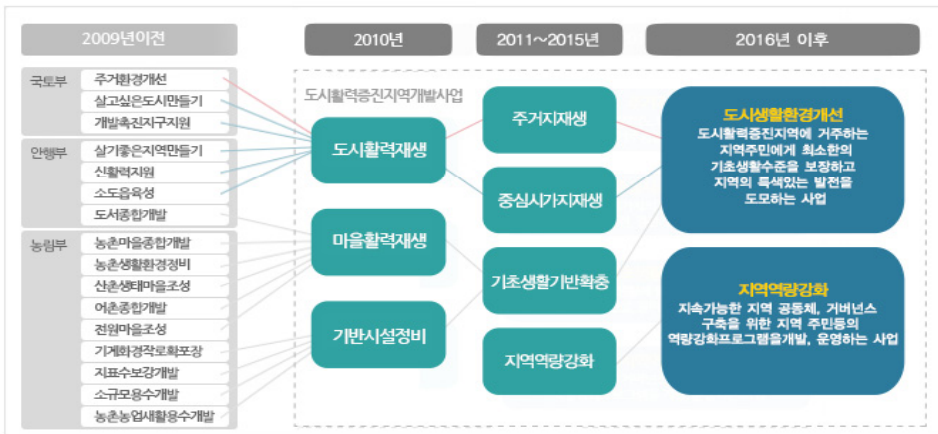 2009년이전
2010년
2011~2015년
2016년 이후
국토부
주거환경개선
살고싶은도시만들기
개발촉진지구지원
안행부
살기좋은지역만들기
신활력지원
소도읍육성
도서종합개발
농림부
농촌마을종합개발
농촌생활환경정비
산촌생태마을조성
어촌종합개발
전원마을조성
기계화경작로확포장
지표수보강개발
소규모용수개발
농촌농업새활용수개발
도시활력증진지역개발사업
도시활력재생
마을활력재생
기반시설정비
주거지재생
중심시가지재생
기초생활기반확충
지역역량강화
도시생활환경개선
도시활력증진지역에 거주하는
지역주민에게 최소한의
기초생활수준을 보장하고
지역의 특색있는 발전을
도모하는 사업
지역역량강화
지속가능한 지역 공동체, 거버넌스
구축을 위한 지역 주민등의
역량강화프로그램을개발, 운영하는 사업